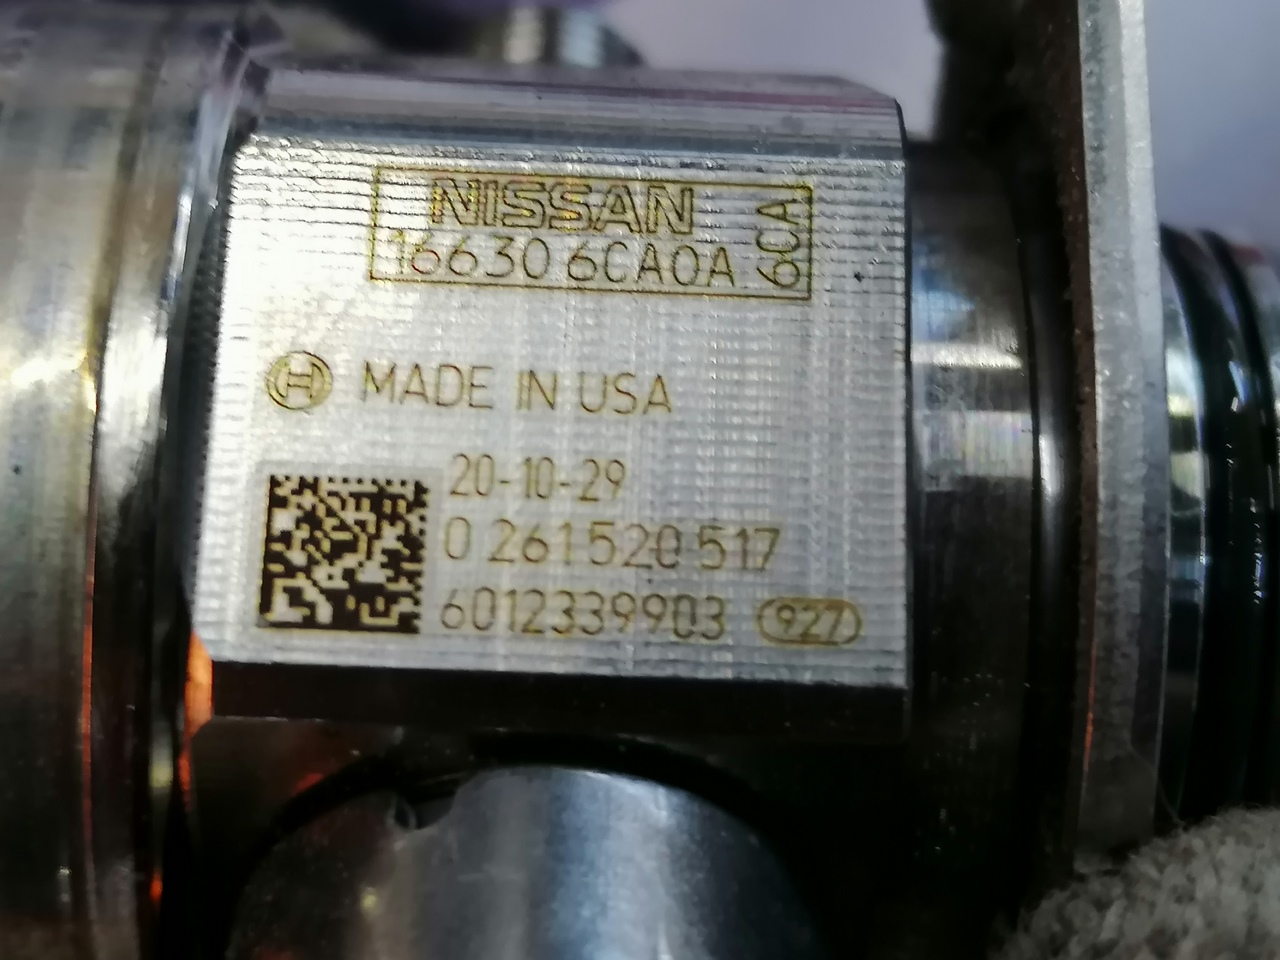 NISSAN
16630 6CA0A
6CA
MADE IN USA
20-10-29
0 261 520 517
6012339903
927